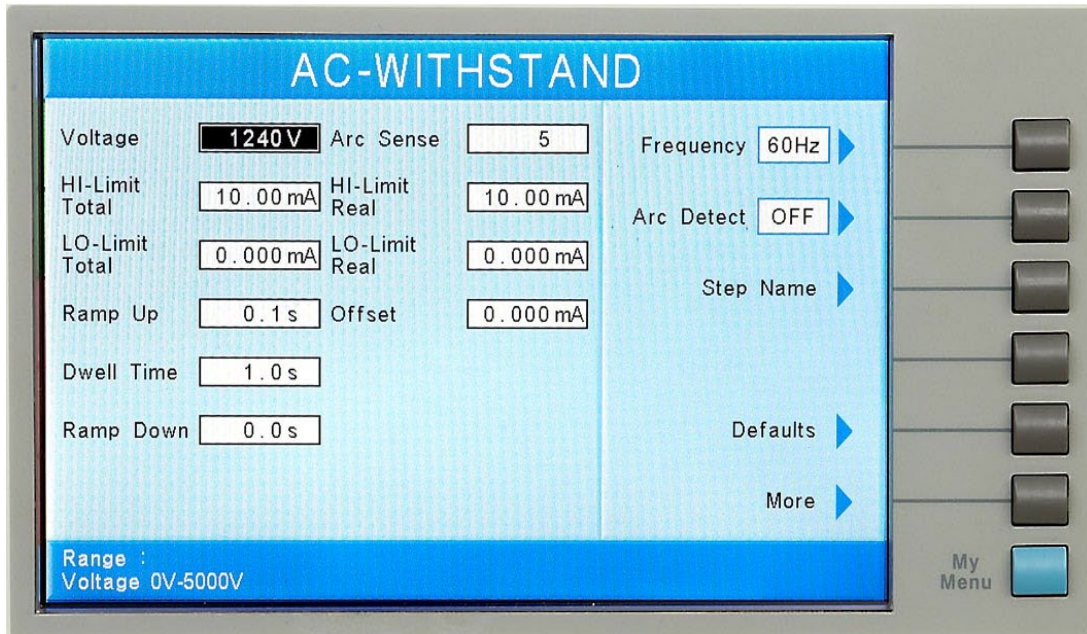 AC-WITHSTAND
Voltage 1240V Arc Sense 5
HI-Limit Total 10.00mA HI-Limit Real 10.00mA
LO-Limit Total 0.000mA LO-Limit Real 0.000mA
Ramp Up 0.1s Offset 0.000mA
Dwell Time 1.0s
Ramp Down 0.0s
Frequency 60Hz
Arc Detect OFF
Step Name
Defaults
More
Range :
Voltage 0V-5000V
My
Menu